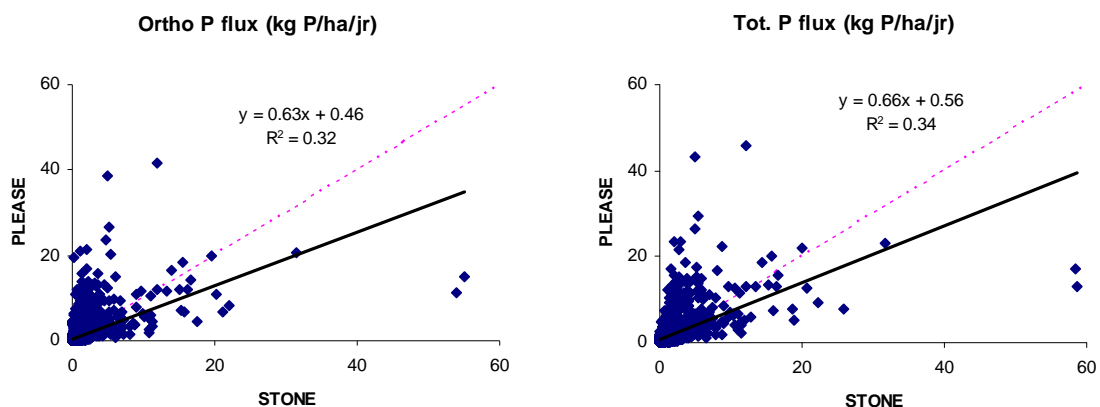 Ortho P flux (kg P/ha/jr)
60
40
20
0
0 20 40 60
PLEASE
STONE
y = 0.63x + 0.46
R² = 0.32
Tot. P flux (kg P/ha/jr)
60
40
20
0
0 20 40 60
PLEASE
STONE
y = 0.66x + 0.56
R² = 0.34